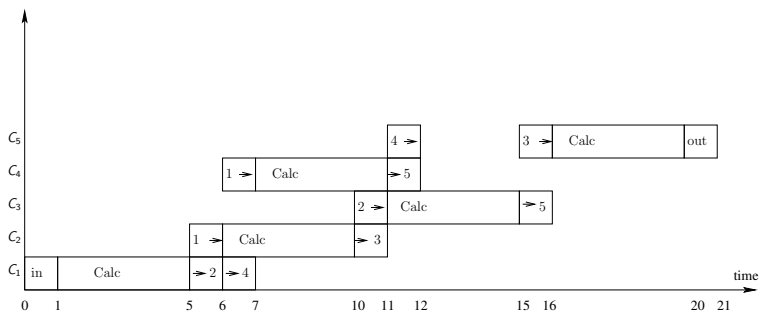 C5 4 → 3 → Calc out
C4 1 → Calc → 5
C3 2 → Calc → 5
C2 1 → Calc → 3
C1 in Calc → 2 → 4
time
0 1 5 6 7 10 11 12 15 16 20 21